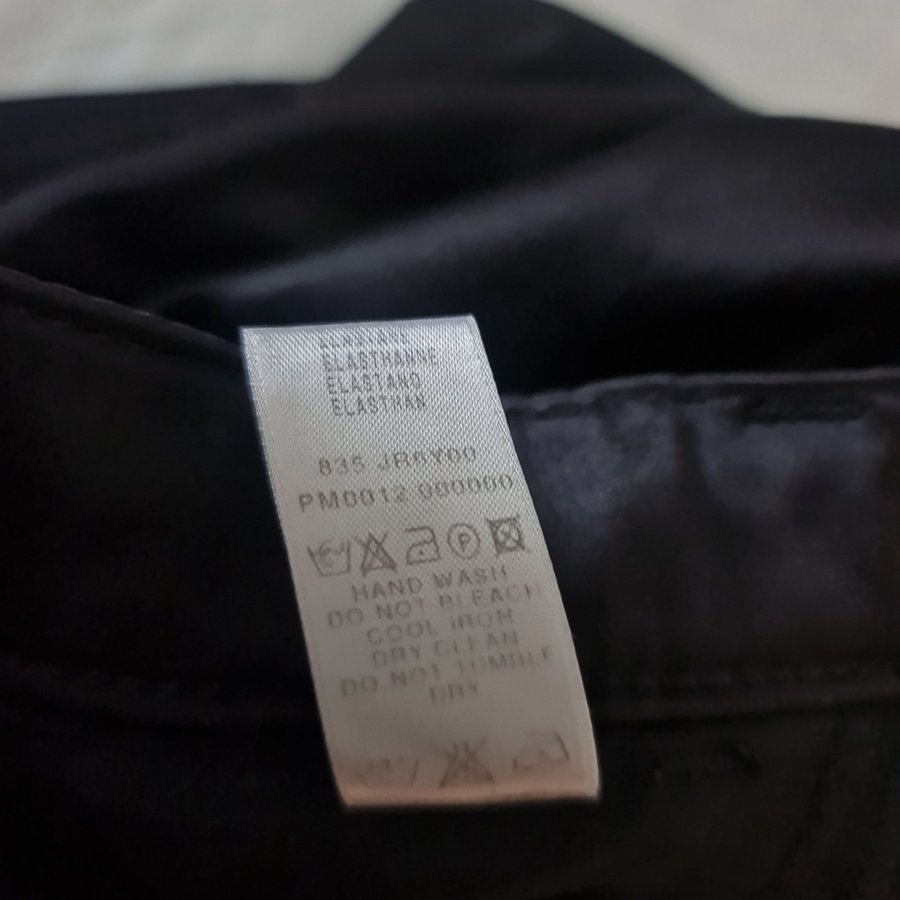 ELASTANE
ELASTHANNE
ELASTANO
ELASTHAN
835 JR6Y00
PM0012 000000
P
HAND WASH
DO NOT BLEACH
COOL IRON
DRY CLEAN
DO NOT TUMBLE
DRY